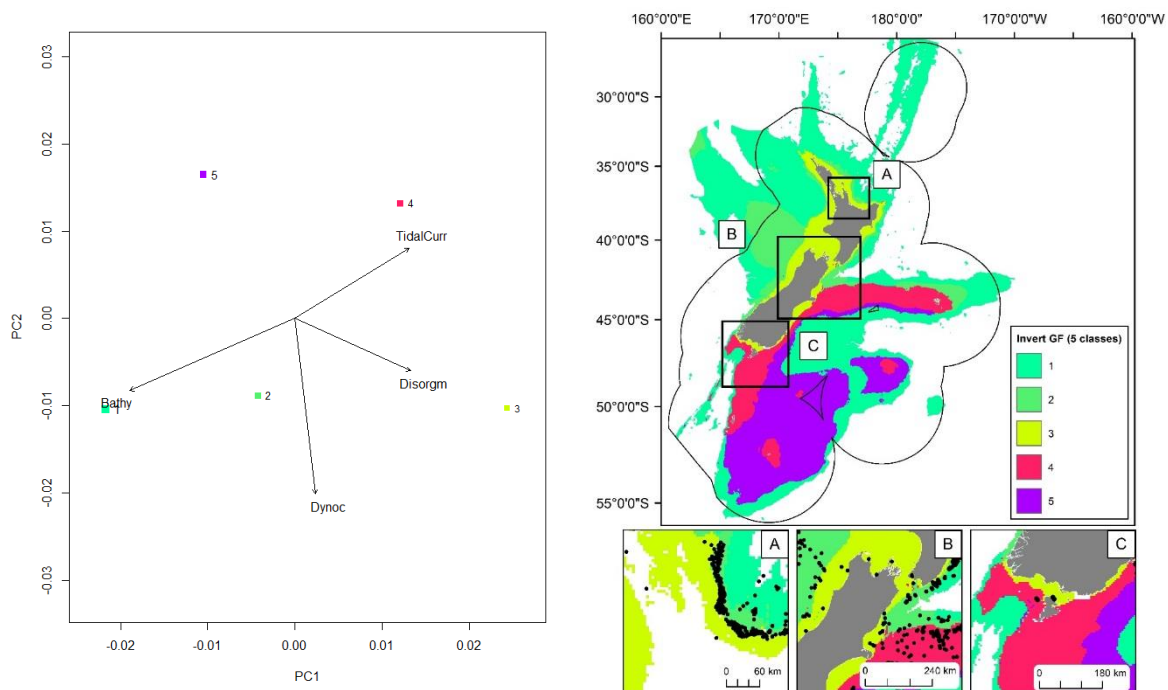 0.03
0.02
0.01
0.00
-0.01
-0.02
-0.03
PC2
5
4
TidalCurr
Disorgm
Bathy
1
2
3
Dynoc
-0.02
-0.01
0.00
0.01
0.02
PC1
160°0'0"E
170°0'0"E
180°0'0"
170°0'0"W
160°0'0"W
30°0'0"S
35°0'0"S
40°0'0"S
45°0'0"S
50°0'0"S
55°0'0"S
A
B
C
Invert GF (5 classes)
1
2
3
4
5
A
0
60 km
B
0
240 km
C
0
180 km